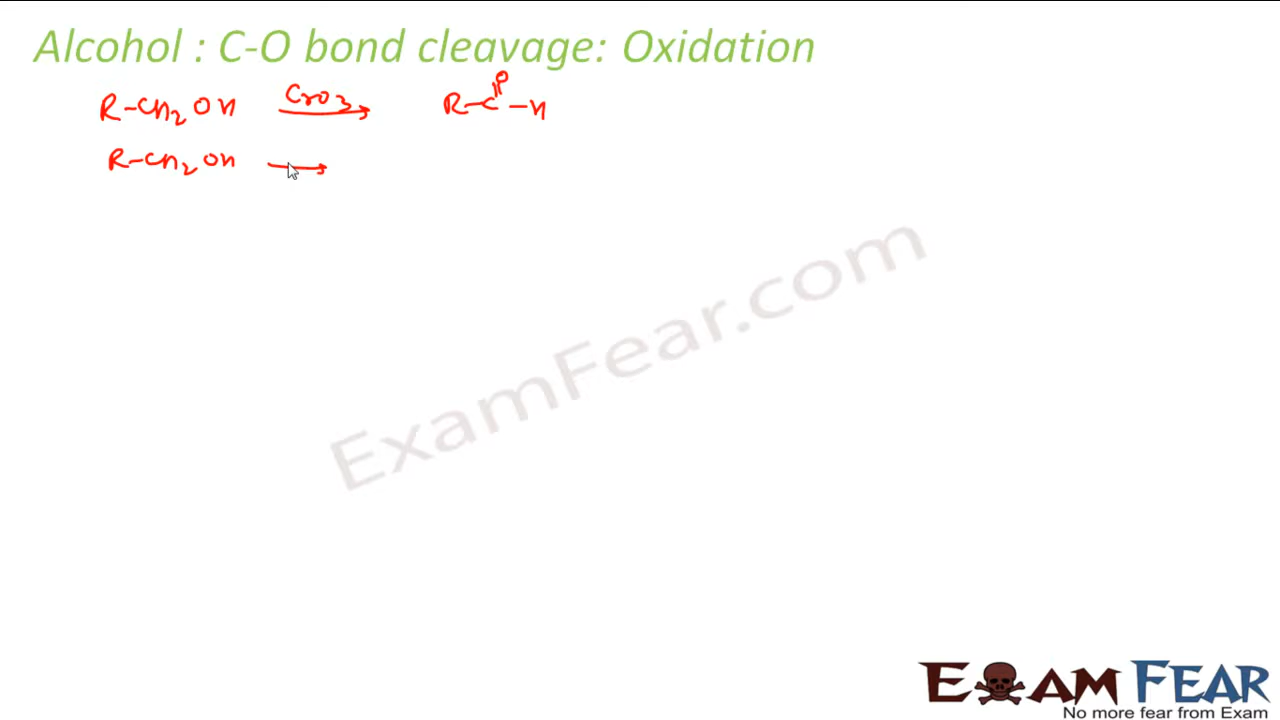 Alcohol : C-O bond cleavage: Oxidation
R-CH₂OH CrO₃ → R-C(=O)-H
R-CH₂OH →
ExamFear.com
EXAM FEAR
No more fear from Exam